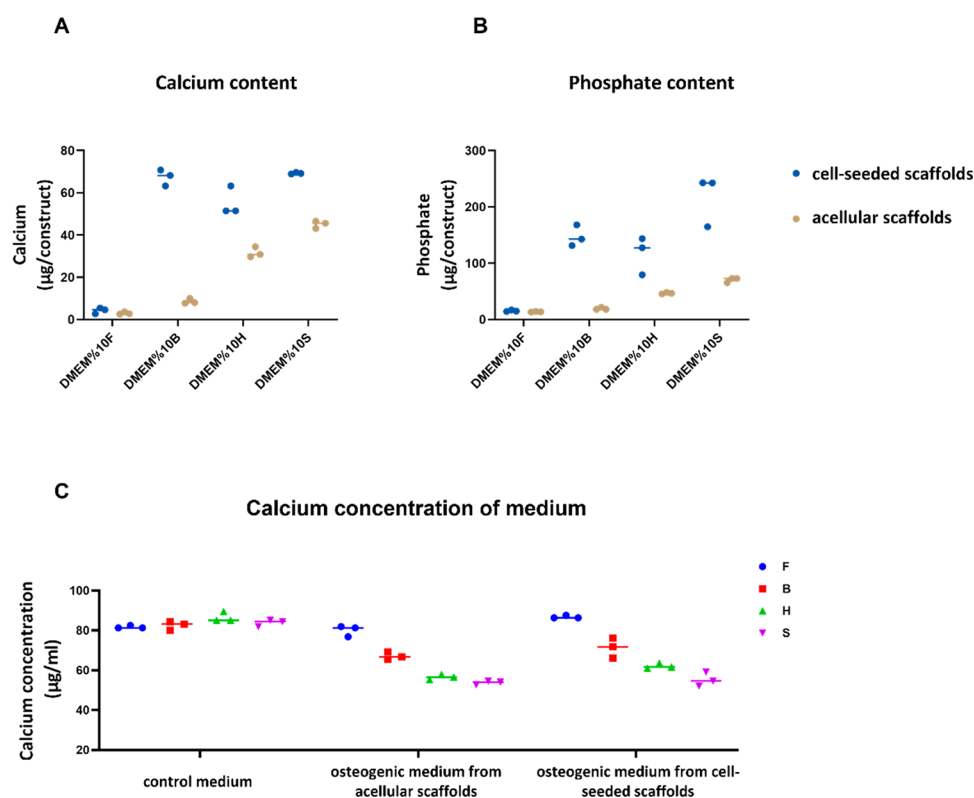 A
Calcium content
Calcium
(µg/construct)
80
60
40
20
0
DMEM%10F
DMEM%10B
DMEM%10H
DMEM%10S
B
Phosphate content
Phosphate
(µg/construct)
300
200
100
0
DMEM%10F
DMEM%10B
DMEM%10H
DMEM%10S
cell-seeded scaffolds
acellular scaffolds
C
Calcium concentration of medium
Calcium concentration
(µg/ml)
100
80
60
40
20
control medium
osteogenic medium from
acellular scaffolds
osteogenic medium from cell-
seeded scaffolds
F
B
H
S